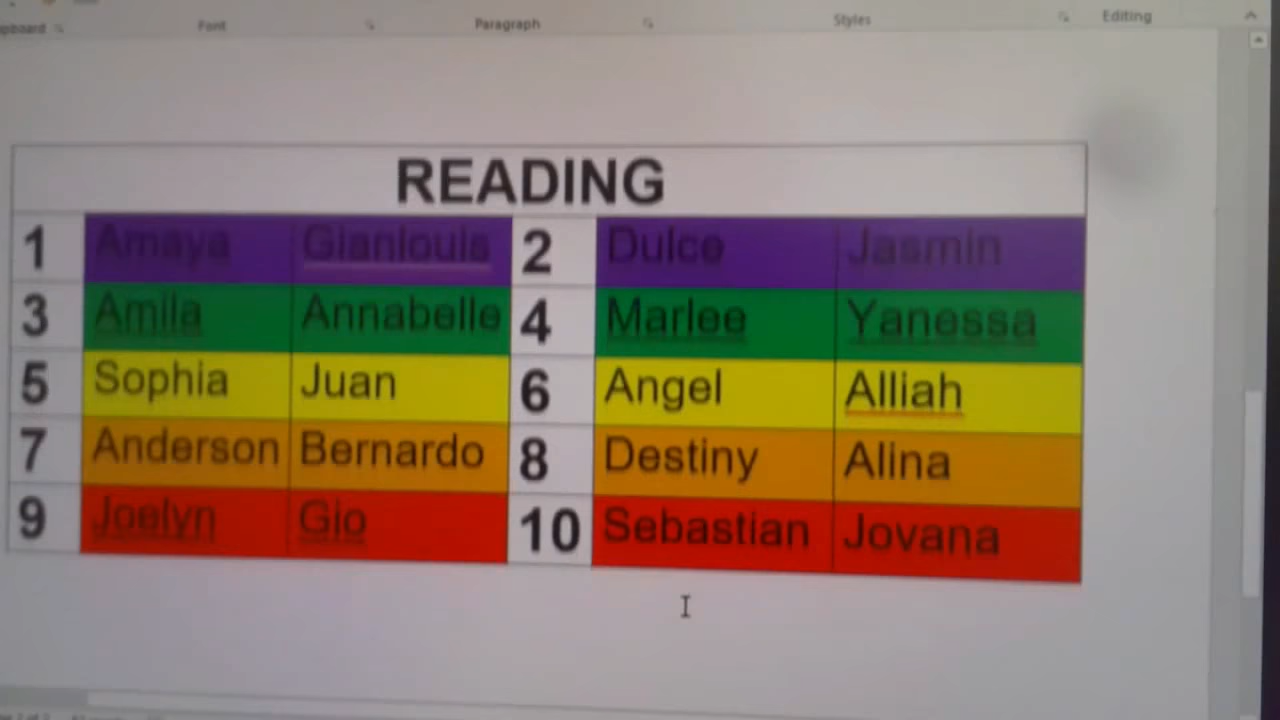 Font Paragraph Styles Editing
READING
1 Amaya Gianlouis 2 Dulce Jasmin
3 Amila Annabelle 4 Marlee Yanessa
5 Sophia Juan 6 Angel Alliah
7 Anderson Bernardo 8 Destiny Alina
9 Joelyn Gio 10 Sebastian Jovana